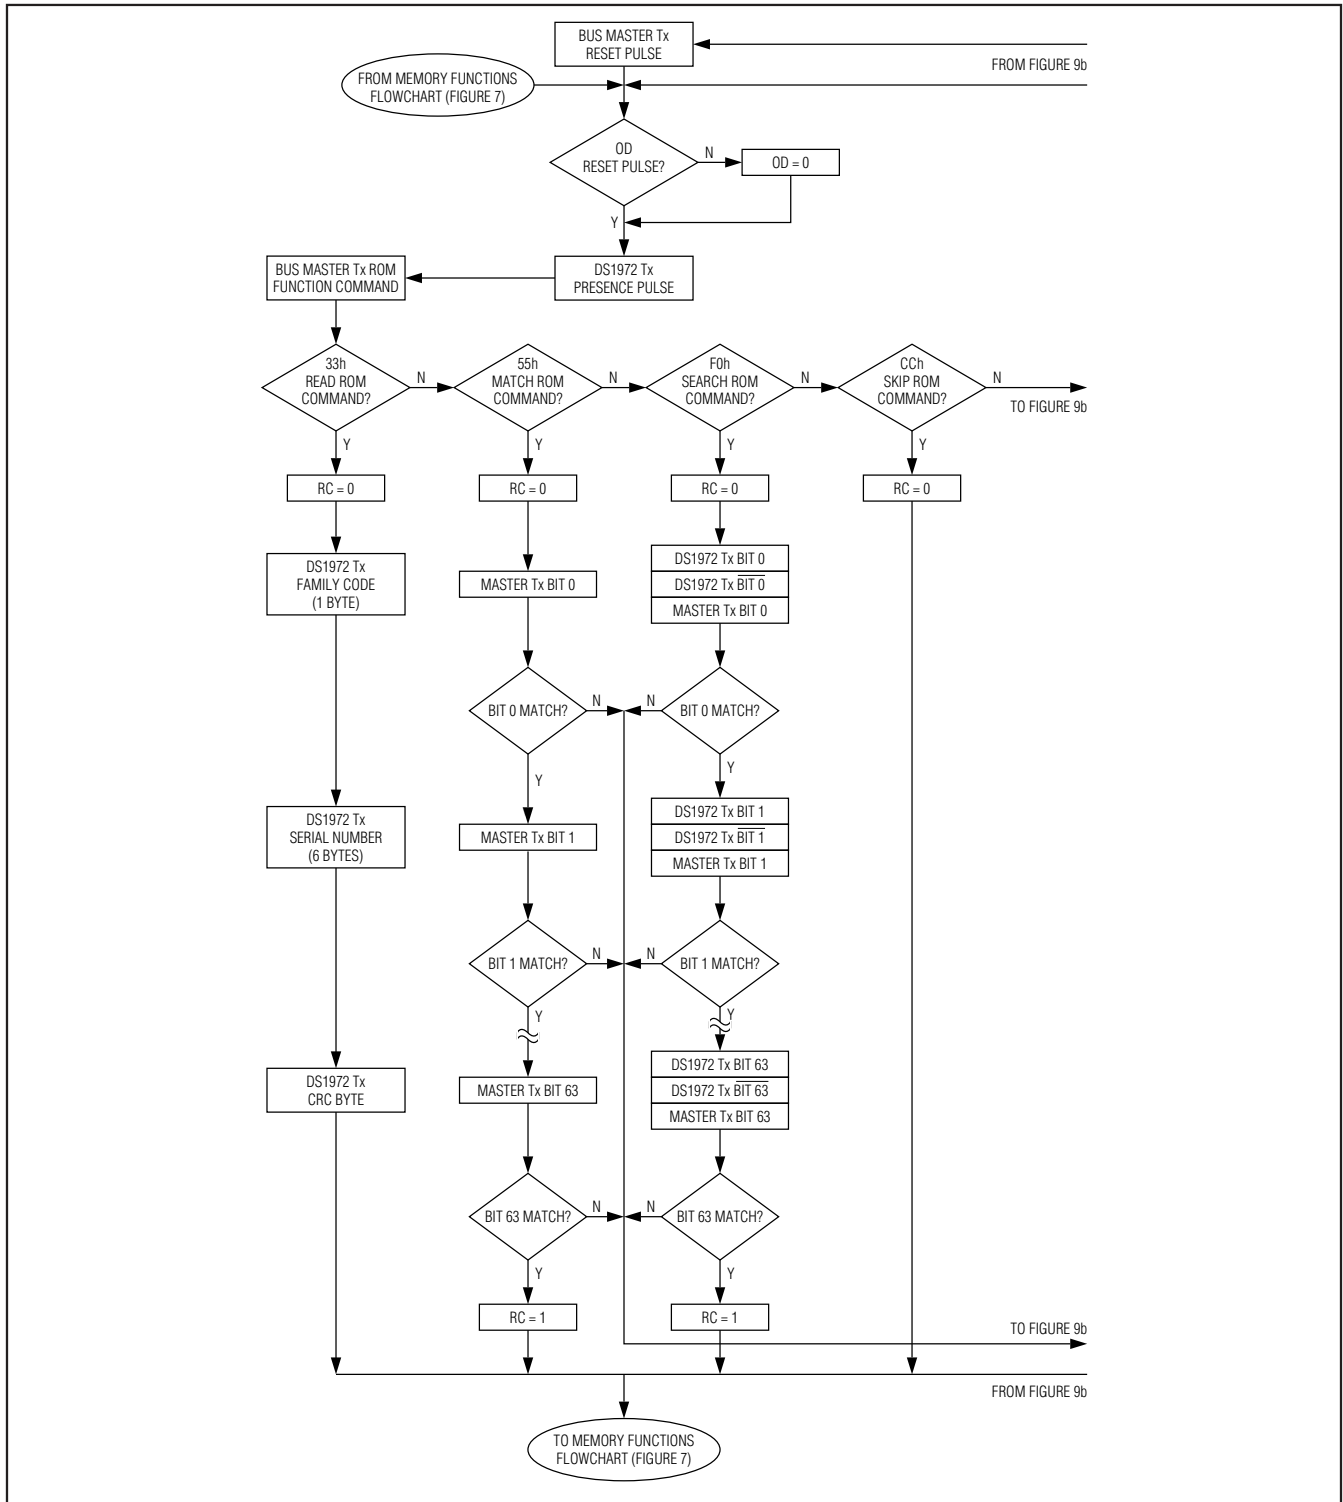 BUS MASTER Tx
RESET PULSE
FROM FIGURE 9b
FROM MEMORY FUNCTIONS
FLOWCHART (FIGURE 7)
OD
RESET PULSE?
N
OD = 0
Y
BUS MASTER Tx ROM
FUNCTION COMMAND
DS1972 Tx
PRESENCE PULSE
33h
READ ROM
COMMAND?
N
55h
MATCH ROM
COMMAND?
N
F0h
SEARCH ROM
COMMAND?
N
CCh
SKIP ROM
COMMAND?
N
TO FIGURE 9b
Y
Y
Y
Y
RC = 0
RC = 0
RC = 0
RC = 0
DS1972 Tx
FAMILY CODE
(1 BYTE)
MASTER Tx BIT 0
DS1972 Tx BIT 0
DS1972 Tx B̅I̅T̅ ̅0̅
MASTER Tx BIT 0
BIT 0 MATCH?
N
N
BIT 0 MATCH?
Y
Y
DS1972 Tx
SERIAL NUMBER
(6 BYTES)
MASTER Tx BIT 1
DS1972 Tx BIT 1
DS1972 Tx B̅I̅T̅ ̅1̅
MASTER Tx BIT 1
BIT 1 MATCH?
N
N
BIT 1 MATCH?
Y
Y
DS1972 Tx
CRC BYTE
MASTER Tx BIT 63
DS1972 Tx BIT 63
DS1972 Tx B̅I̅T̅ ̅6̅3̅
MASTER Tx BIT 63
BIT 63 MATCH?
N
N
BIT 63 MATCH?
Y
Y
RC = 1
RC = 1
TO FIGURE 9b
FROM FIGURE 9b
TO MEMORY FUNCTIONS
FLOWCHART (FIGURE 7)